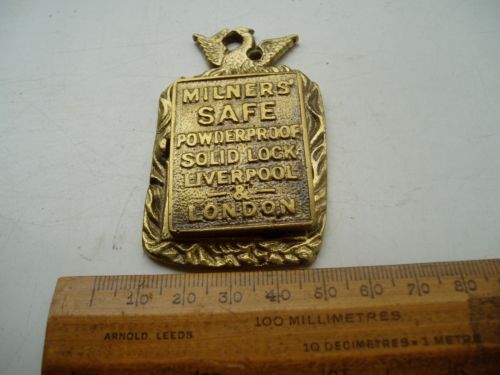 MILNERS'
SAFE
POWDERPROOF
SOLID LOCK
LIVERPOOL
&
LONDON
10 20 30 40 50 60 70 80
100 MILLIMETRES
ARNOLD. LEEDS
10 DECIMETRES = 1 METRE